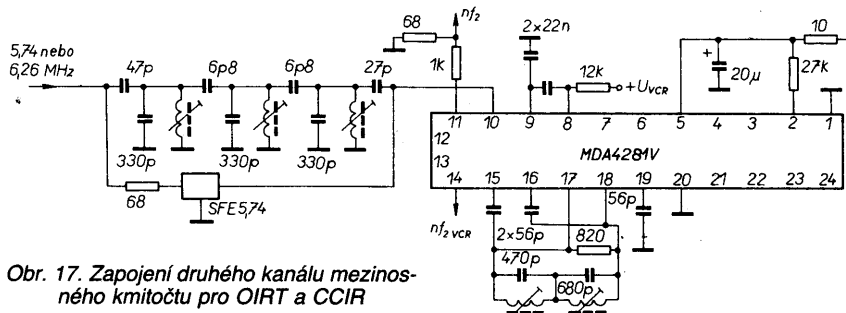 5,74 nebo
6,26 MHz
47p
6p8
6p8
27p
330p
330p
330p
68
SFE 5,74
68
nf2
1k
2×22n
12k
+UVCR
+
20µ
27k
10
11 10 9 8 7 6 5 4 3 2 1
12
13
MDA4281V
14 15 16 17 18 19 20 21 22 23 24
nf2 VCR
2×56p
56p
820
470p
680p
Obr. 17. Zapojení druhého kanálu mezinos-
ného kmitočtu pro OIRT a CCIR